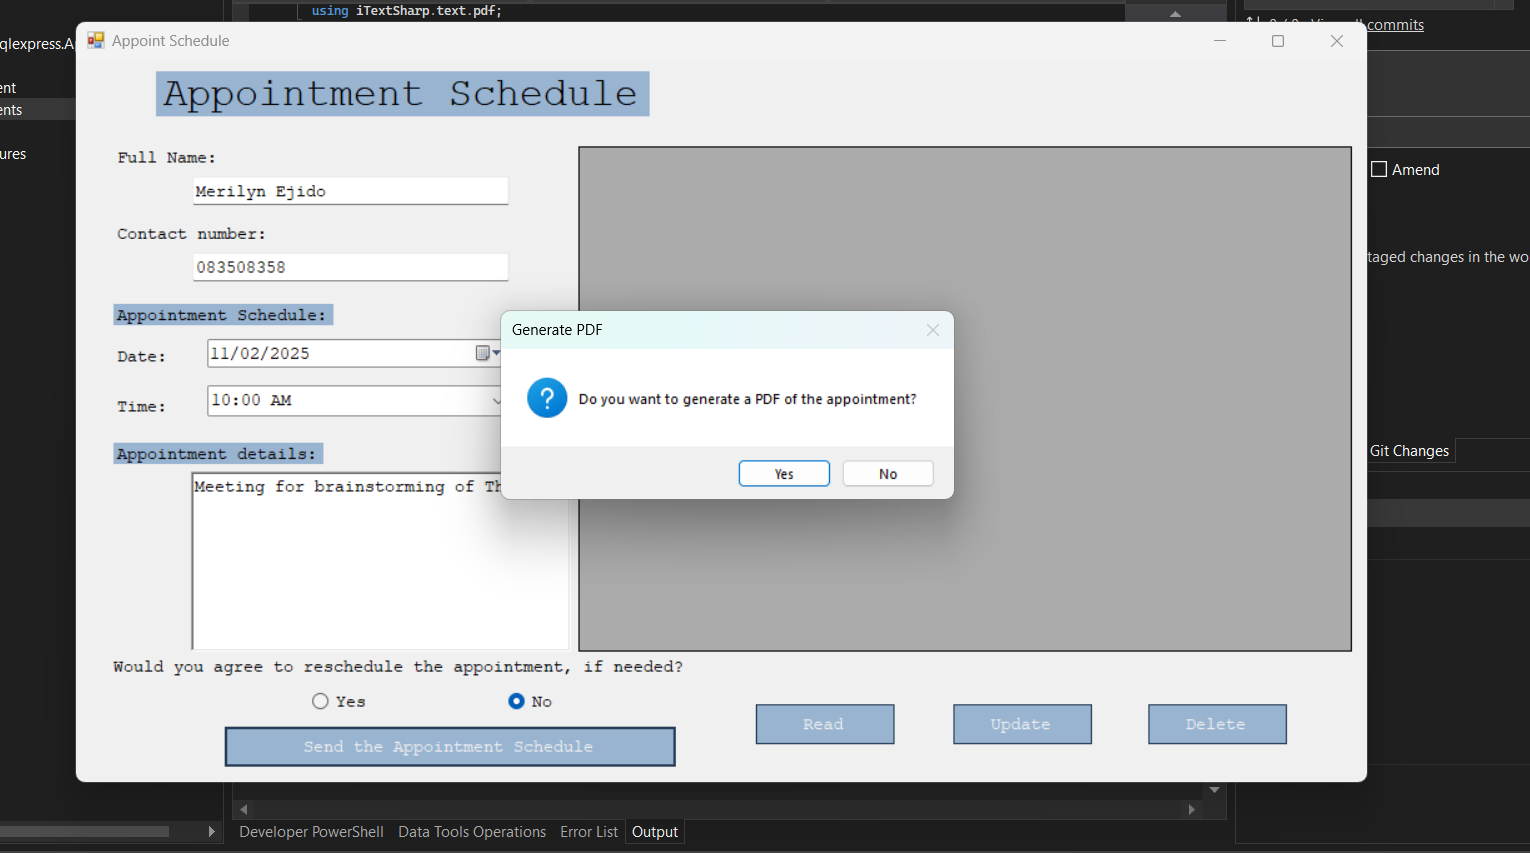 using iTextSharp.text.pdf;
commits
qlexpress.A
ent
ents
ures
Appoint Schedule
Appointment Schedule
Full Name:
Merilyn Ejido
Contact number:
083508358
Appointment Schedule:
Date:
11/02/2025
Time:
10:00 AM
Appointment details:
Meeting for brainstorming of Th
Generate PDF
Do you want to generate a PDF of the appointment?
Yes
No
Would you agree to reschedule the appointment, if needed?
Yes
No
Send the Appointment Schedule
Read
Update
Delete
Amend
taged changes in the wo
Git Changes
Developer PowerShell
Data Tools Operations
Error List
Output